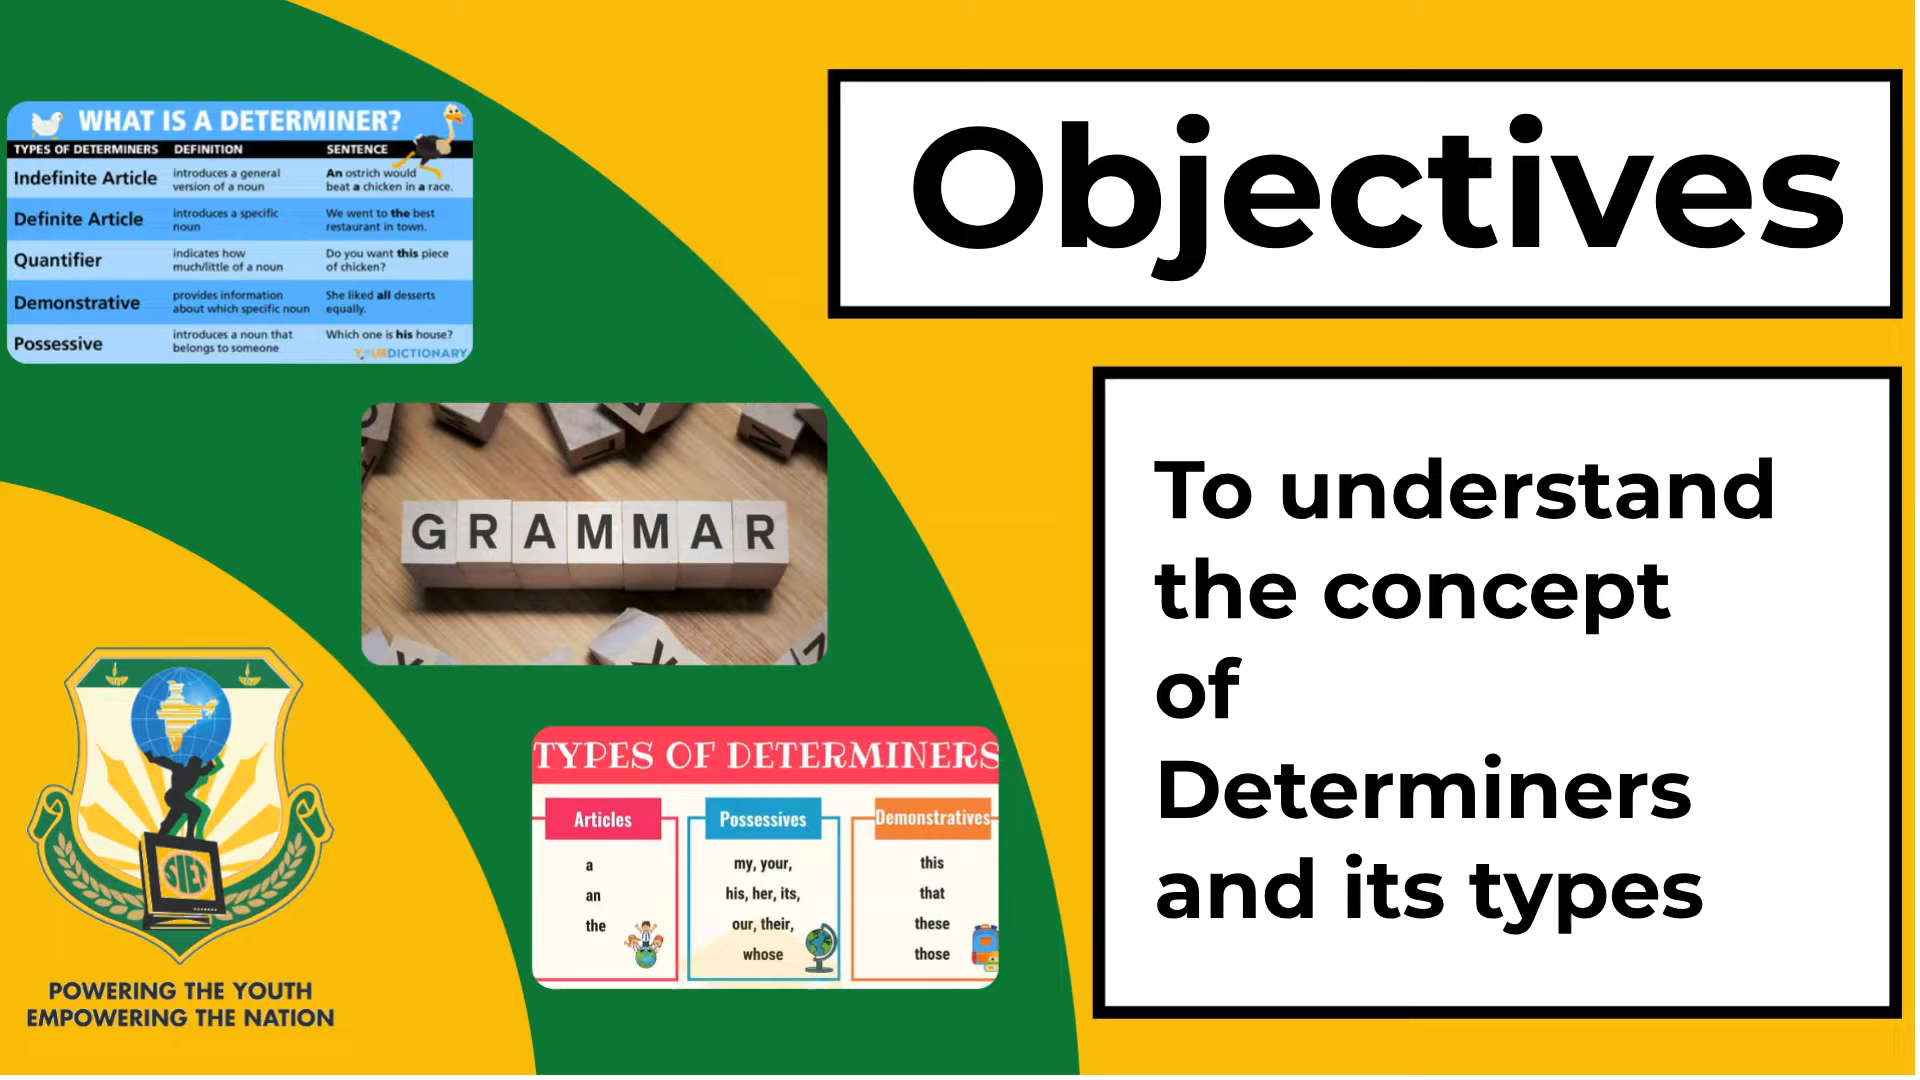 Objectives
To understand
the concept
of
Determiners
and its types
WHAT IS A DETERMINER?
TYPES OF DETERMINERS DEFINITION SENTENCE
Indefinite Article introduces a general version of a noun An ostrich would beat a chicken in a race.
Definite Article introduces a specific noun We went to the best restaurant in town.
Quantifier indicates how much/little of a noun Do you want this piece of chicken?
Demonstrative provides information about which specific noun She liked all desserts equally.
Possessive introduces a noun that belongs to someone Which one is his house?
YOURDICTIONARY
GRAMMAR
TYPES OF DETERMINERS
Articles
a
an
the
Possessives
my, your,
his, her, its,
our, their,
whose
Demonstratives
this
that
these
those
SIET
POWERING THE YOUTH
EMPOWERING THE NATION